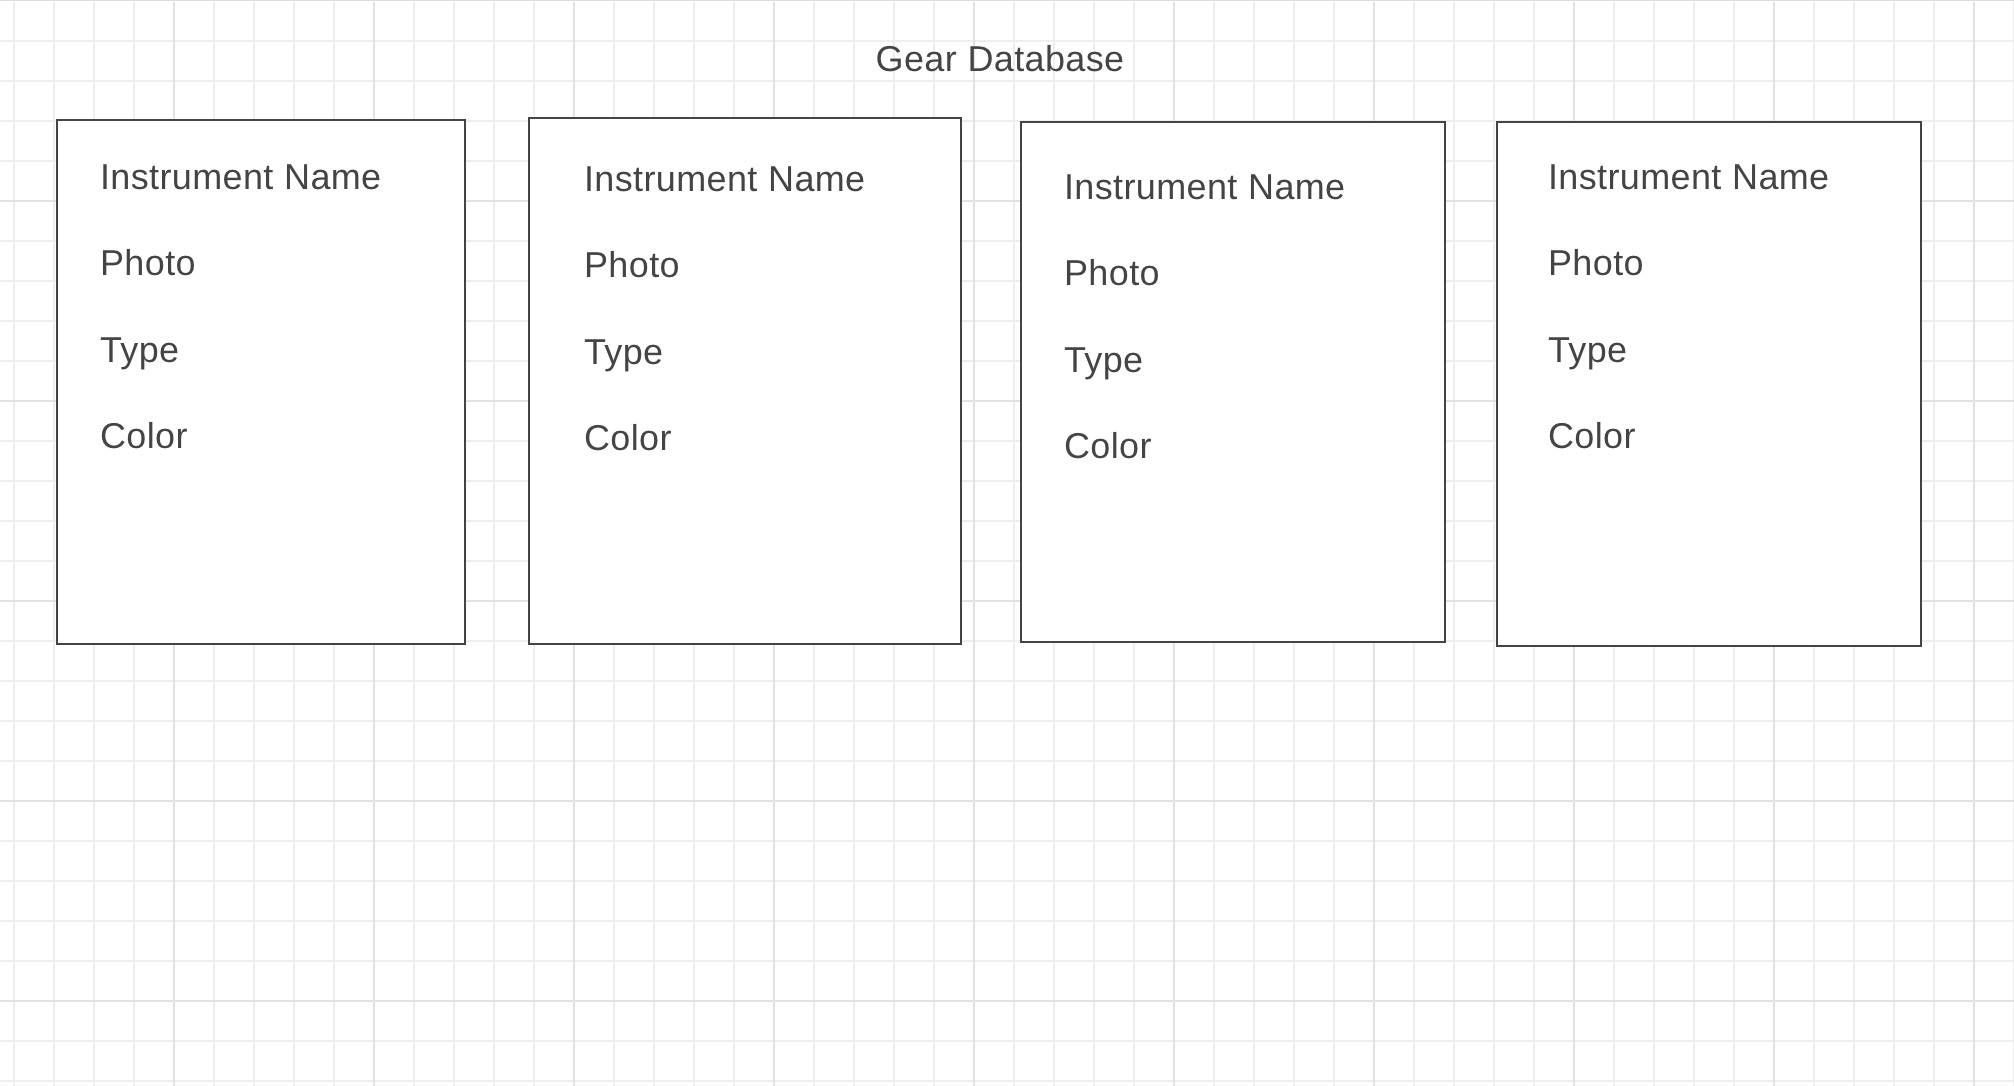 Gear Database
Instrument Name
Photo
Type
Color
Instrument Name
Photo
Type
Color
Instrument Name
Photo
Type
Color
Instrument Name
Photo
Type
Color